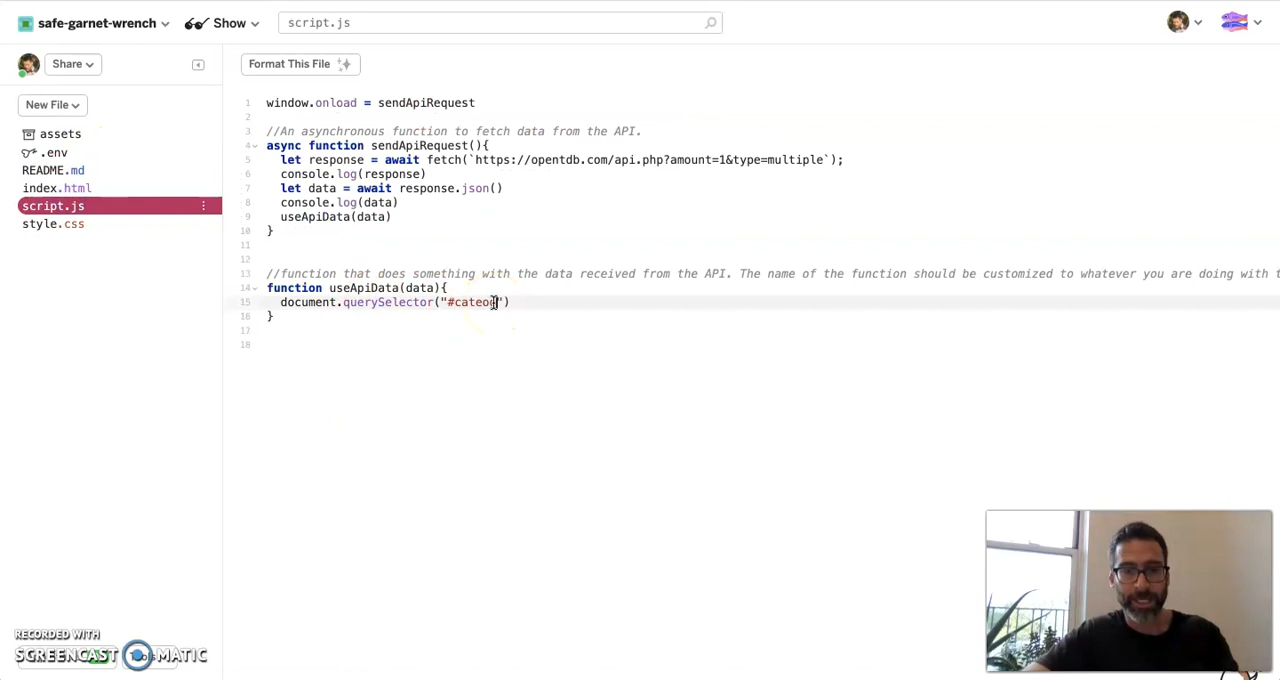 safe-garnet-wrench Show script.js
Share
Format This File
New File
assets
.env
README.md
index.html
script.js
style.css
1 window.onload = sendApiRequest
2
3 //An asynchronous function to fetch data from the API.
4 async function sendApiRequest(){
5 let response = await fetch(`https://opentdb.com/api.php?amount=1&type=multiple`);
6 console.log(response)
7 let data = await response.json()
8 console.log(data)
9 useApiData(data)
10 }
11
12
13 //function that does something with the data received from the API. The name of the function should be customized to whatever you are doing with t
14 function useApiData(data){
15 document.querySelector("
16 }
17
18
RECORDED WITH
SCREENCAST MATIC